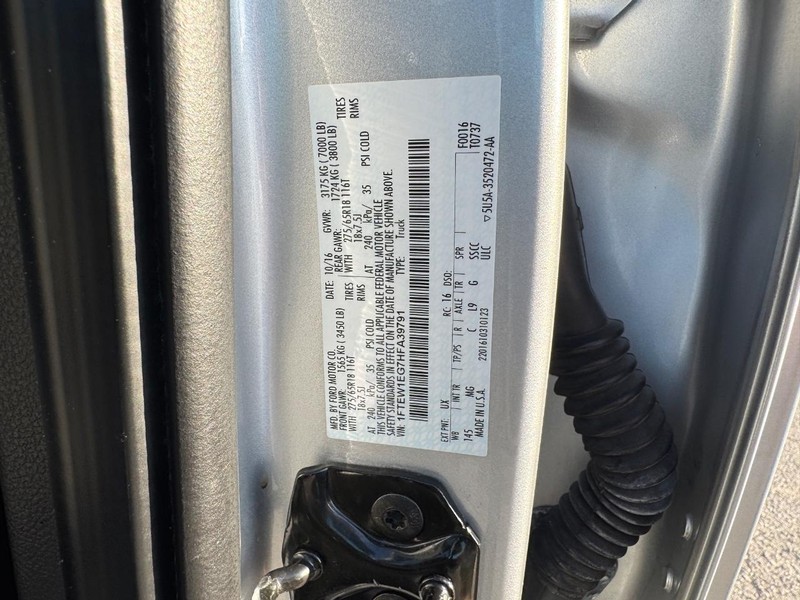 MFD. BY FORD MOTOR CO. DATE: 10/16 GVWR: 3175 KG ( 7000 LB)
FRONT GAWR: 1565 KG ( 3450 LB) REAR GAWR: 1724 KG ( 3800 LB)
WITH 275/65R18 116T TIRES WITH 275/65R18 116T TIRES
18x7.5J RIMS 18x7.5J RIMS
AT 240 kPa/ 35 PSI COLD AT 240 kPa/ 35 PSI COLD
THIS VEHICLE CONFORMS TO ALL APPLICABLE FEDERAL MOTOR VEHICLE
SAFETY STANDARDS IN EFFECT ON THE DATE OF MANUFACTURE SHOWN ABOVE.
VIN: 1FTEW1EG7HFA39791 TYPE: Truck
EXT PNT: UX RC: 16 DSO: F0016
WB INT TR TP/PS R AXLE TR SPR T0737
145 MG C L9 G SSCC
MADE IN U.S.A. 2201610310123 ULC ▽5U5A-3520472-AA